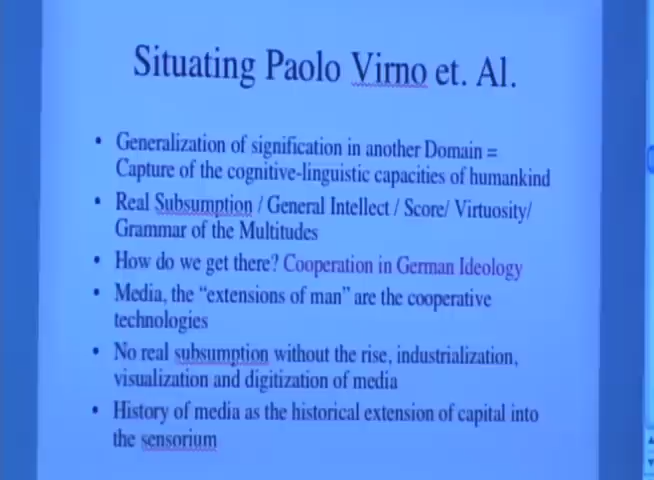 Situating Paolo Virno et. Al.
• Generalization of signification in another Domain =
Capture of the cognitive-linguistic capacities of humankind
• Real Subsumption / General Intellect / Score/ Virtuosity/
Grammar of the Multitudes
• How do we get there? Cooperation in German Ideology
• Media, the “extensions of man” are the cooperative
technologies
• No real subsumption without the rise, industrialization,
visualization and digitization of media
• History of media as the historical extension of capital into
the sensorium